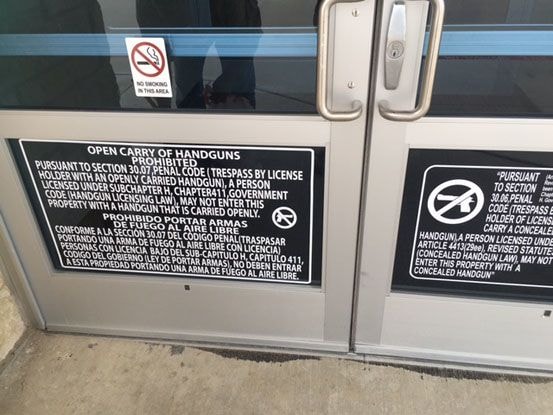 NO SMOKING
IN THIS AREA
OPEN CARRY OF HANDGUNS
PROHIBITED
PURSUANT TO SECTION 30.07,PENAL CODE (TRESPASS BY LICENSE
HOLDER WITH AN OPENLY CARRIED HANDGUN), A PERSON
LICENSED UNDER SUBCHAPTER H, CHAPTER411,GOVERNMENT
CODE (HANDGUN LICENSING LAW), MAY NOT ENTER THIS
PROPERTY WITH A HANDGUN THAT IS CARRIED OPENLY.
PROHIBIDO PORTAR ARMAS
DE FUEGO AL AIRE LIBRE
CONFORME A LA SECCIÓN 30.07 DEL CÓDIGO PENAL(TRASPASAR
PORTANDO UNA ARMA DE FUEGO AL AIRE LIBRE CON LICENCIA)
PERSONAS CON LICENCIA BAJO DEL SUB-CAPITULO H, CAPITULO 411,
CODIGO DEL GOBIERNO (LEY DE PORTAR ARMAS), NO DEBEN ENTRAR
A ESTA PROPIEDAD PORTANDO UNA ARMA DE FUEGO AL AIRE LIBRE.
"PURSUANT
TO SECTION
30.06,PENAL
CODE (TRESPASS
HOLDER OF LICENS
CARRY A CONCEALE
HANDGUN),A PERSON LICENSED UNDE
ARTICLE 4413(29ee), REVISED STATUTE
(CONCEALED HANDGUN LAW), MAY NOT
ENTER THIS PROPERTY WITH A
CONCEALED HANDGUN"